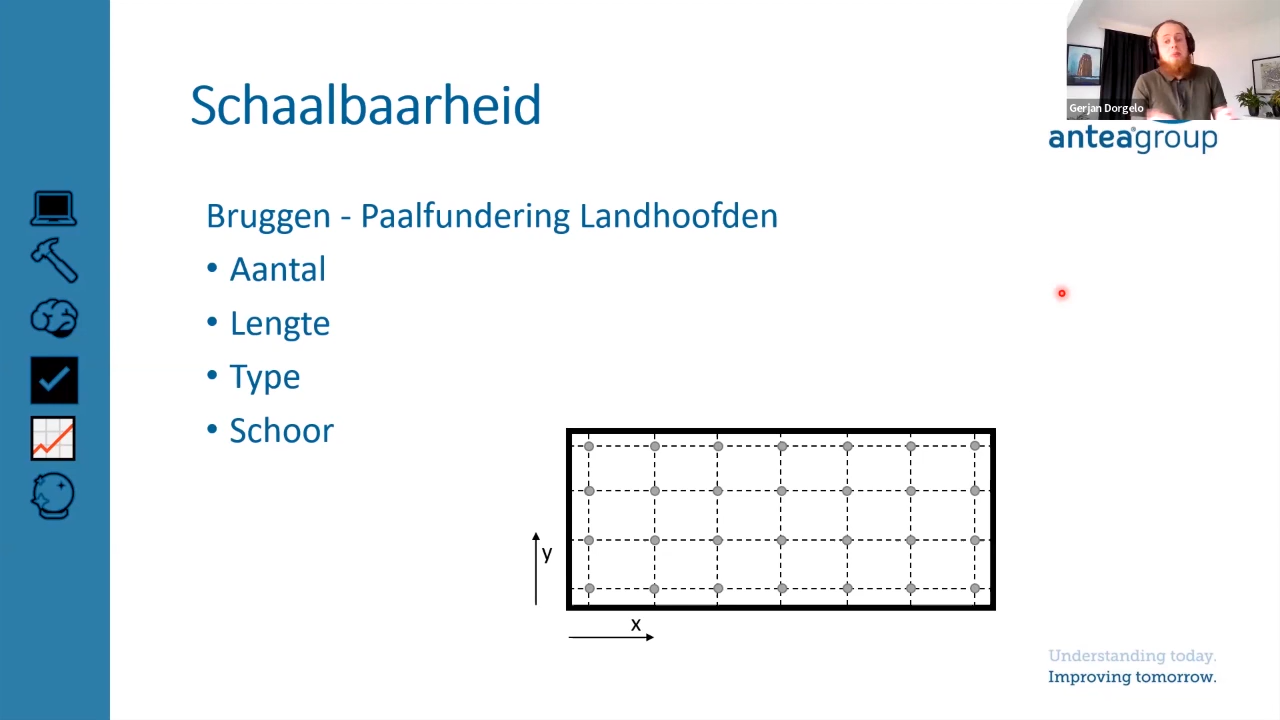 Schaalbaarheid
Gerjan Dorgelo
anteagroup
Bruggen - Paalfundering Landhoofden
• Aantal
• Lengte
• Type
• Schoor
y
x
Understanding today.
Improving tomorrow.